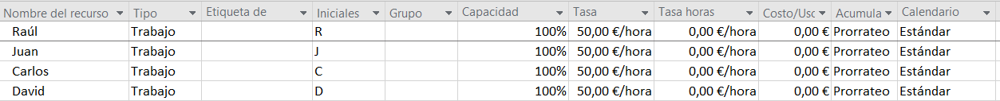 Nombre del recurso Tipo Etiqueta de Iniciales Grupo Capacidad Tasa Tasa horas Costo/Uso Acumula Calendario
Raúl Trabajo R 100% 50,00 €/hora 0,00 €/hora 0,00 € Prorrateo Estándar
Juan Trabajo J 100% 50,00 €/hora 0,00 €/hora 0,00 € Prorrateo Estándar
Carlos Trabajo C 100% 50,00 €/hora 0,00 €/hora 0,00 € Prorrateo Estándar
David Trabajo D 100% 50,00 €/hora 0,00 €/hora 0,00 € Prorrateo Estándar